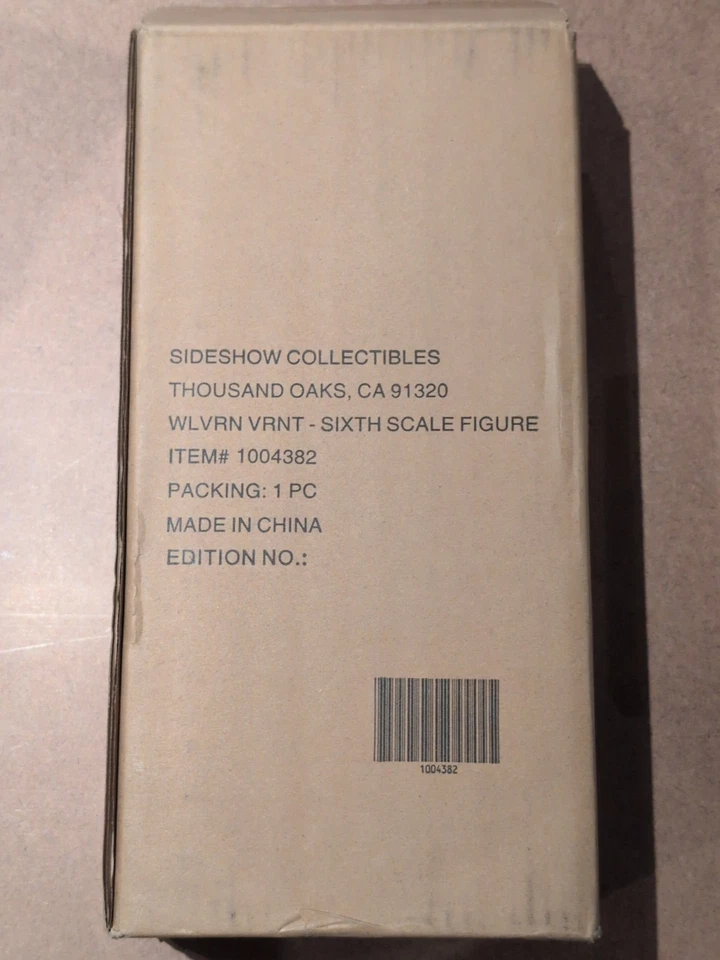 SIDESHOW COLLECTIBLES
THOUSAND OAKS, CA 91320
WLVRN VRNT - SIXTH SCALE FIGURE
ITEM# 1004382
PACKING: 1 PC
MADE IN CHINA
EDITION NO.:
1004382